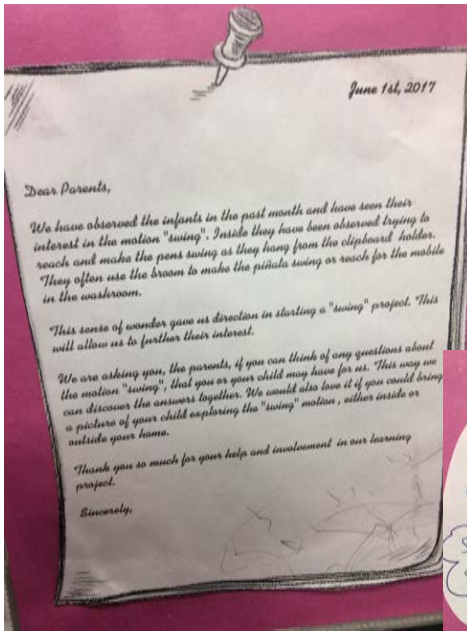 June 1st, 2017
Dear Parents,
We have observed the infants in the past month and have seen their
interest in the motion "swing". Inside they have been observed trying to
reach and make the pens swing as they hang from the clipboard holder.
They often use the broom to make the piñata swing or reach for the mobile
in the washroom.
This sense of wonder gave us direction in starting a "swing" project. This
will allow us to further their interest.
We are asking you, the parents, if you can think of any questions about
the motion "swing", that you or your child may have for us. This way we
can discover the answers together. We would also love it if you could bring
a picture of your child exploring the "swing" motion, either inside or
outside your home.
Thank you so much for your help and involvement in our learning
project.
Sincerely,